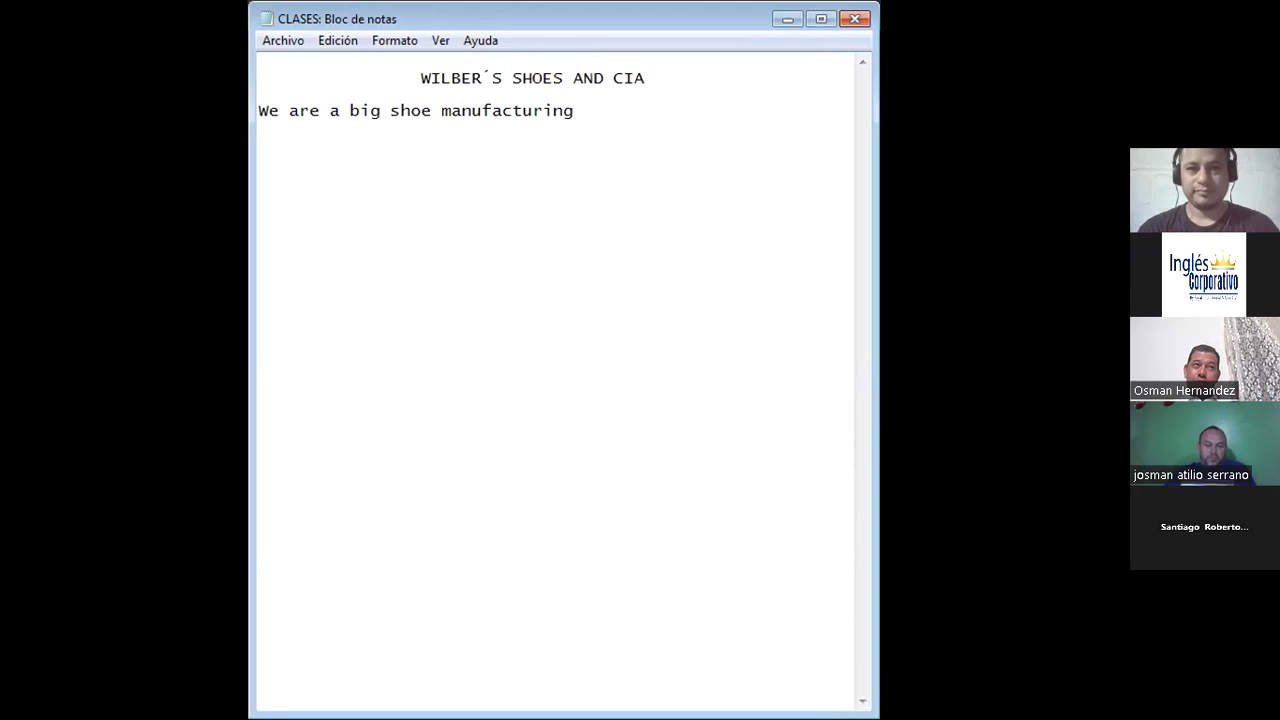 CLASES: Bloc de notas
Archivo Edición Formato Ver Ayuda
WILBER´S SHOES AND CIA
We are a big shoe manufacturing
Inglés
Corporativo
Osman Hernandez
josman atilio serrano
Santiago Roberto...